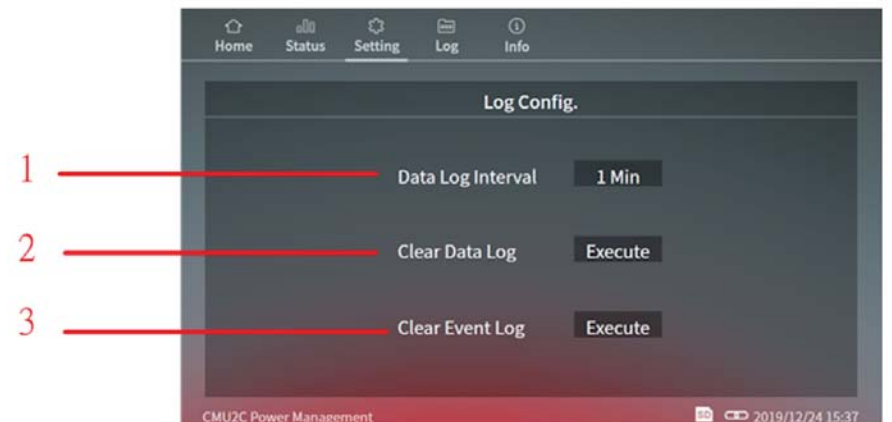 Home Status Setting Log Info
Log Config.
1 Data Log Interval 1 Min
2 Clear Data Log Execute
3 Clear Event Log Execute
CMU2C Power Management SD 2019/12/24 15:37